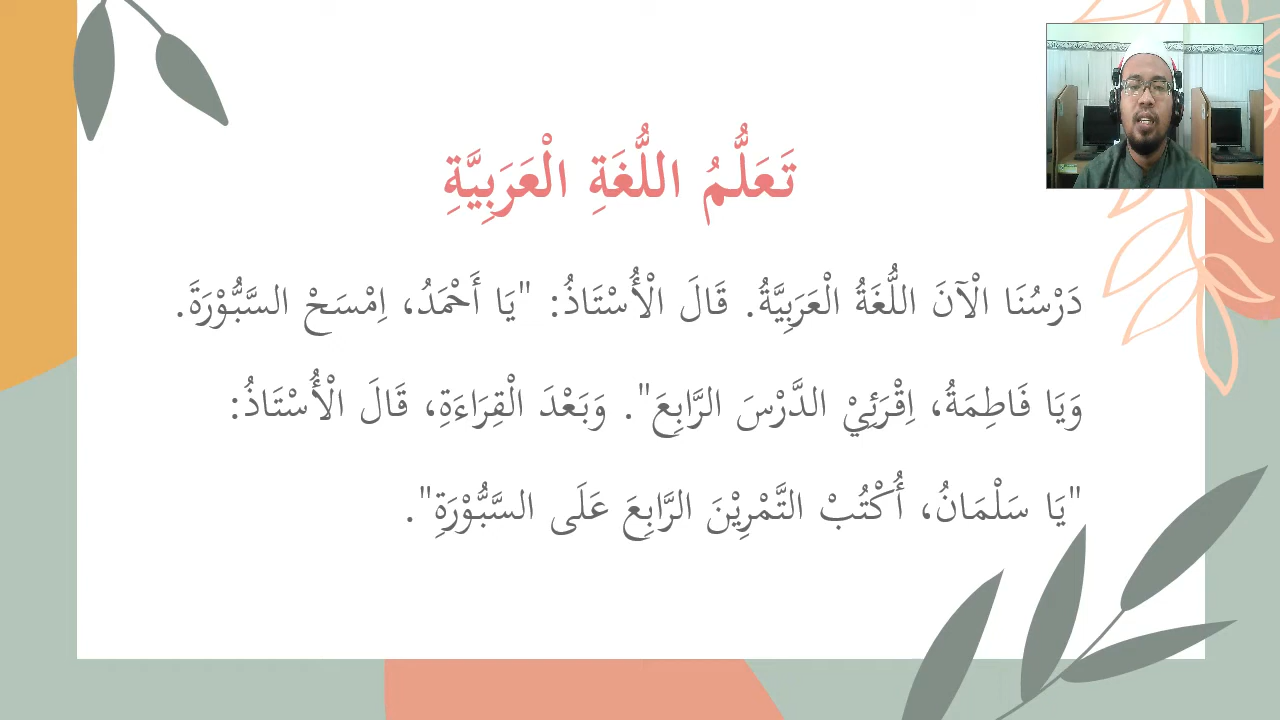 تَعَلُّمُ اللُّغَةِ الْعَرَبِيَّةِ
دَرْسُنَا الْآنَ اللُّغَةُ الْعَرَبِيَّةُ. قَالَ الْأُسْتَاذُ: "يَا أَحْمَدُ، اِمْسَحْ السَّبُّوْرَةَ.
وَيَا فَاطِمَةُ، اِقْرَئِيْ الدَّرْسَ الرَّابِعَ". وَبَعْدَ الْقِرَاءَةِ، قَالَ الْأُسْتَاذُ:
"يَا سَلْمَانُ، أُكْتُبْ التَّمْرِيْنَ الرَّابِعَ عَلَى السَّبُّوْرَةِ".